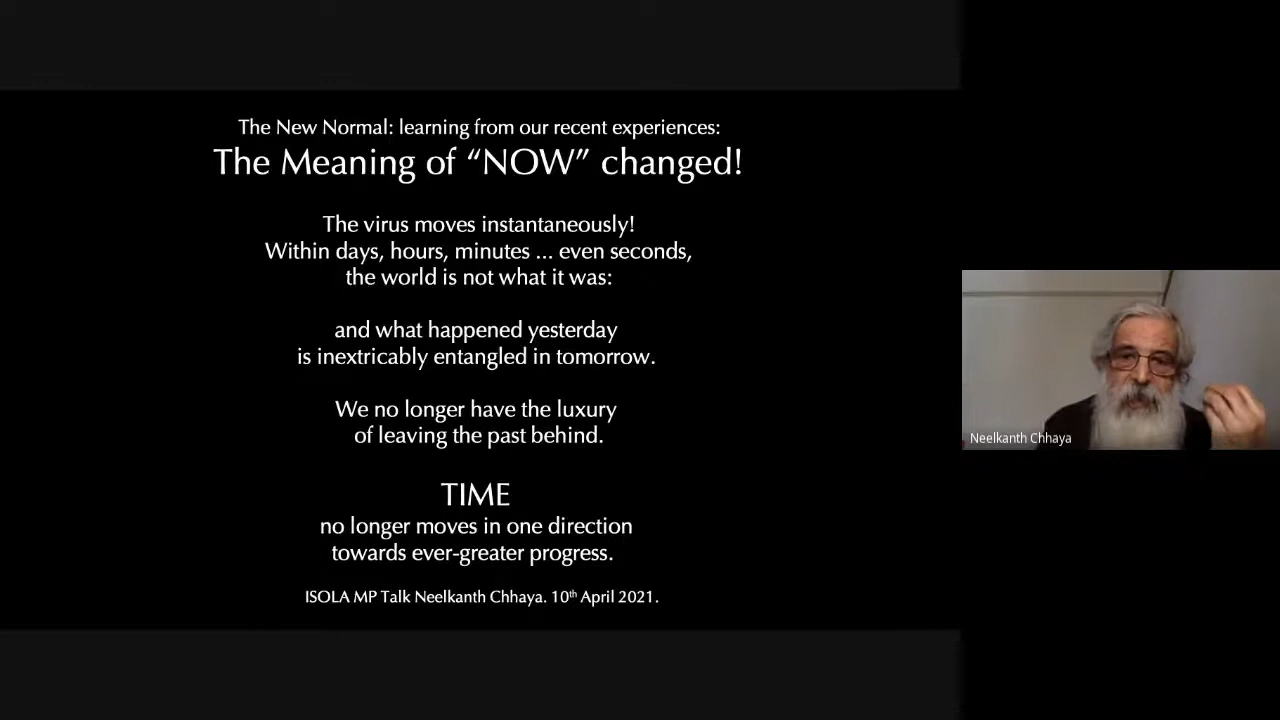 The New Normal: learning from our recent experiences:
The Meaning of “NOW” changed!
The virus moves instantaneously!
Within days, hours, minutes ... even seconds,
the world is not what it was:
and what happened yesterday
is inextricably entangled in tomorrow.
We no longer have the luxury
of leaving the past behind.
TIME
no longer moves in one direction
towards ever-greater progress.
ISOLA MP Talk Neelkanth Chhaya. 10th April 2021.
Neelkanth Chhaya